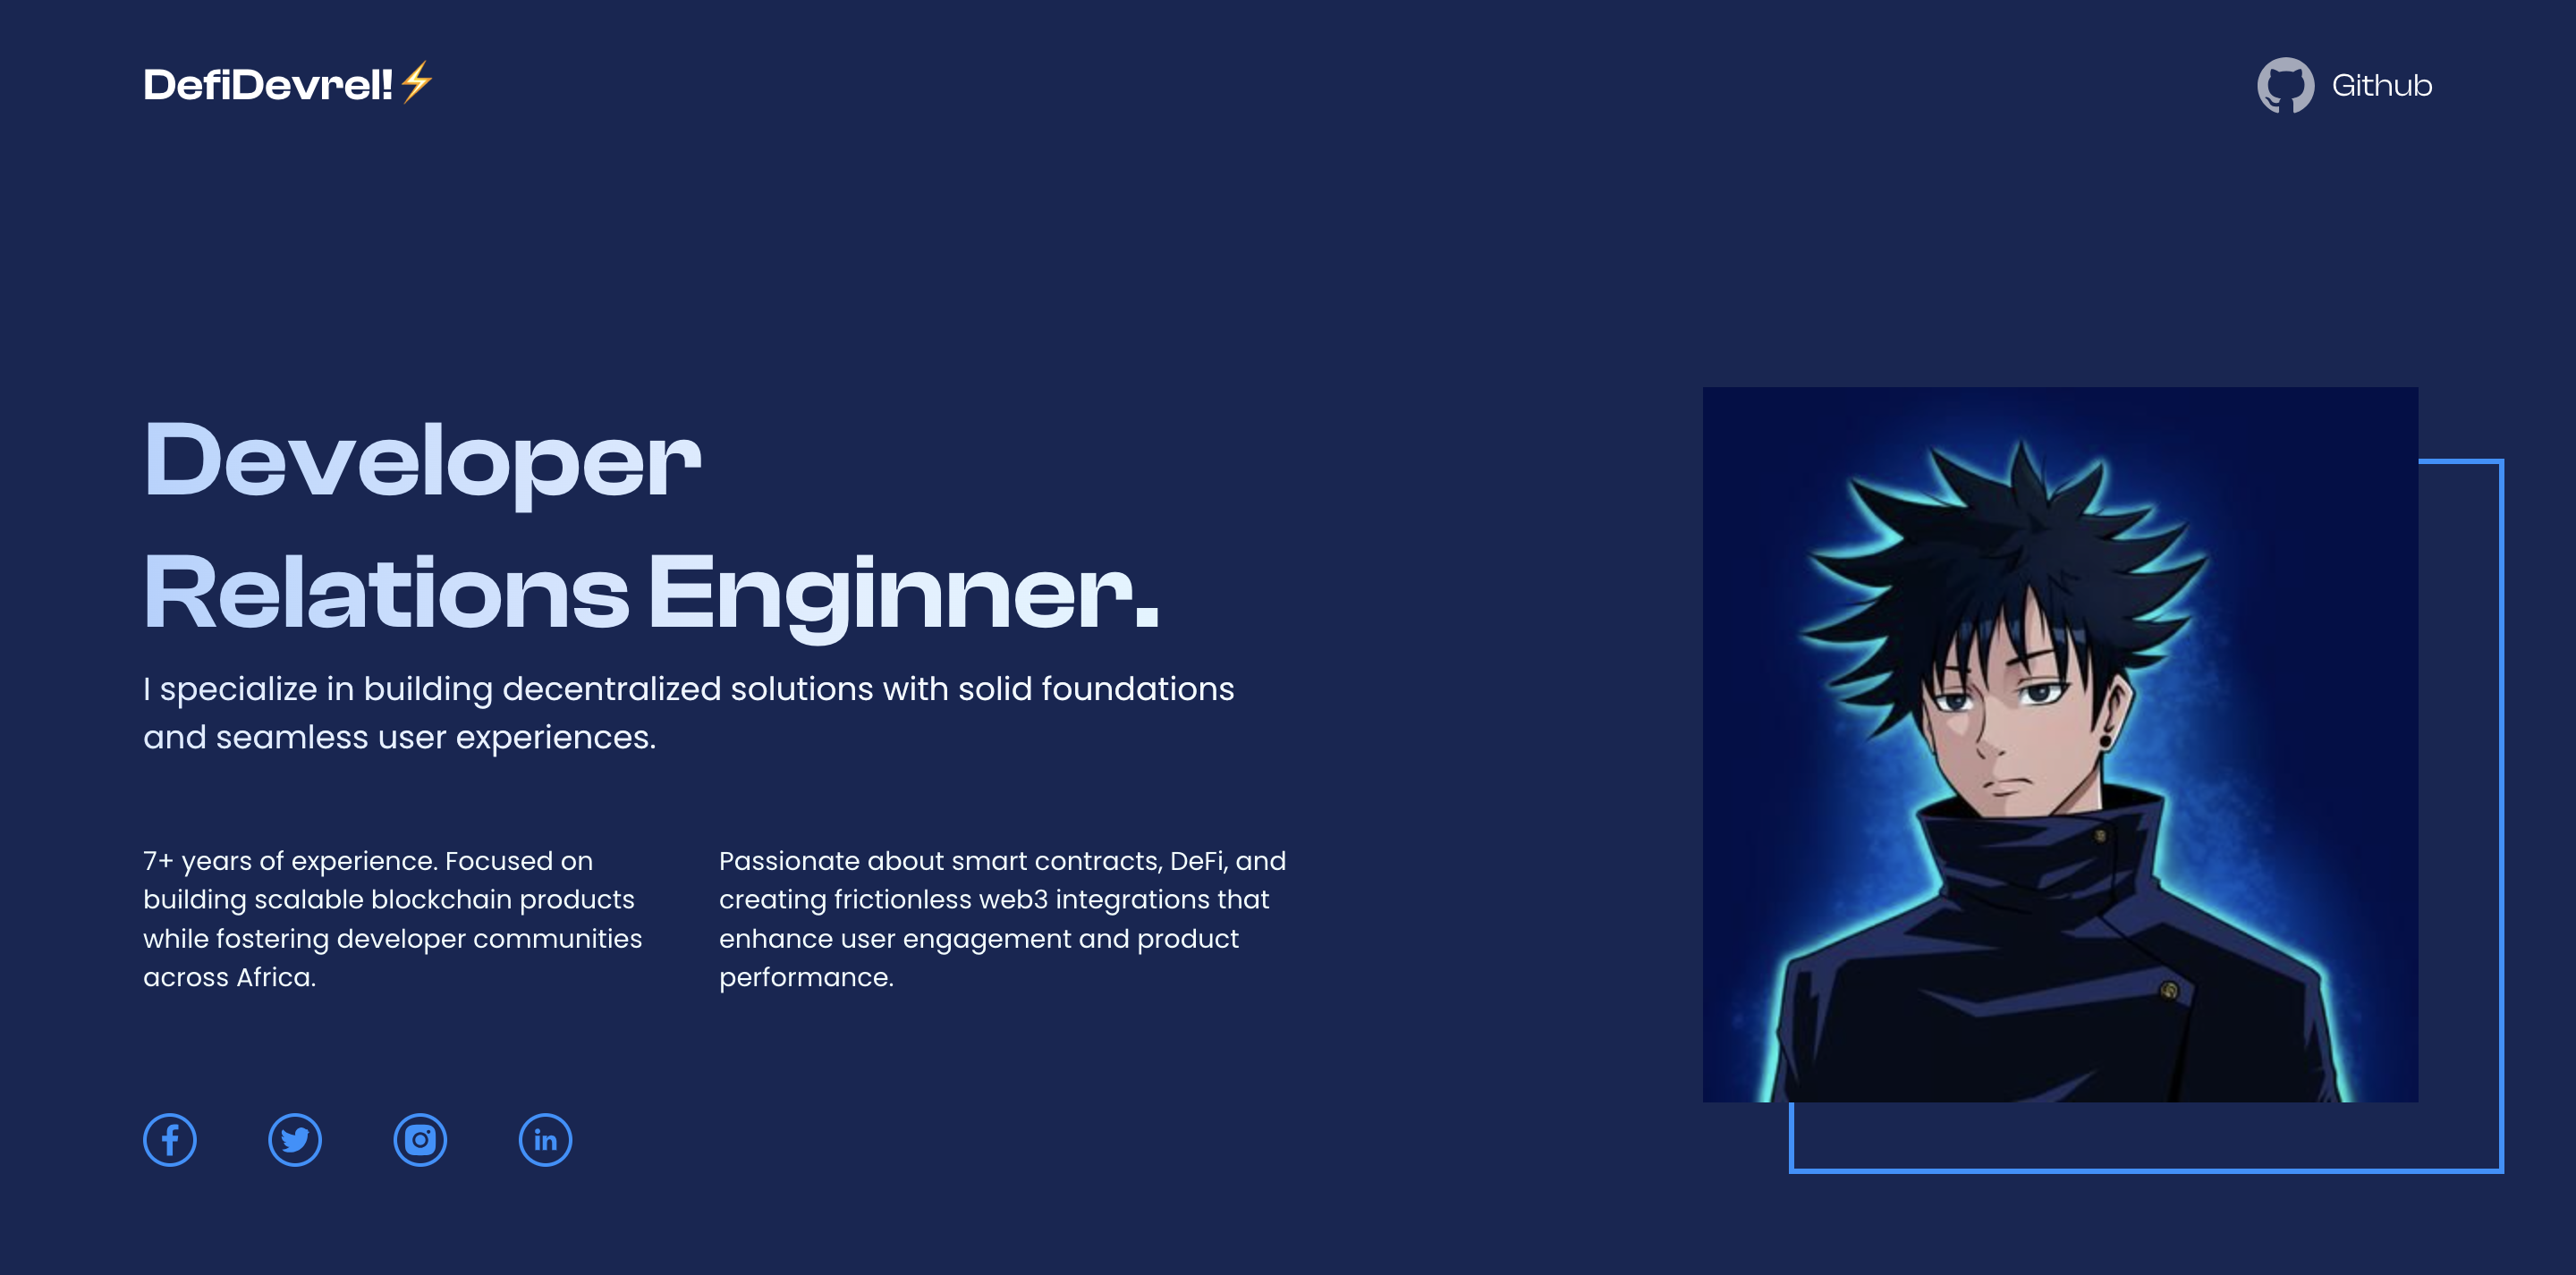 DefiDevrel!⚡
Github
Developer
Relations Enginner.
I specialize in building decentralized solutions with solid foundations
and seamless user experiences.
7+ years of experience. Focused on
building scalable blockchain products
while fostering developer communities
across Africa.
Passionate about smart contracts, DeFi, and
creating frictionless web3 integrations that
enhance user engagement and product
performance.